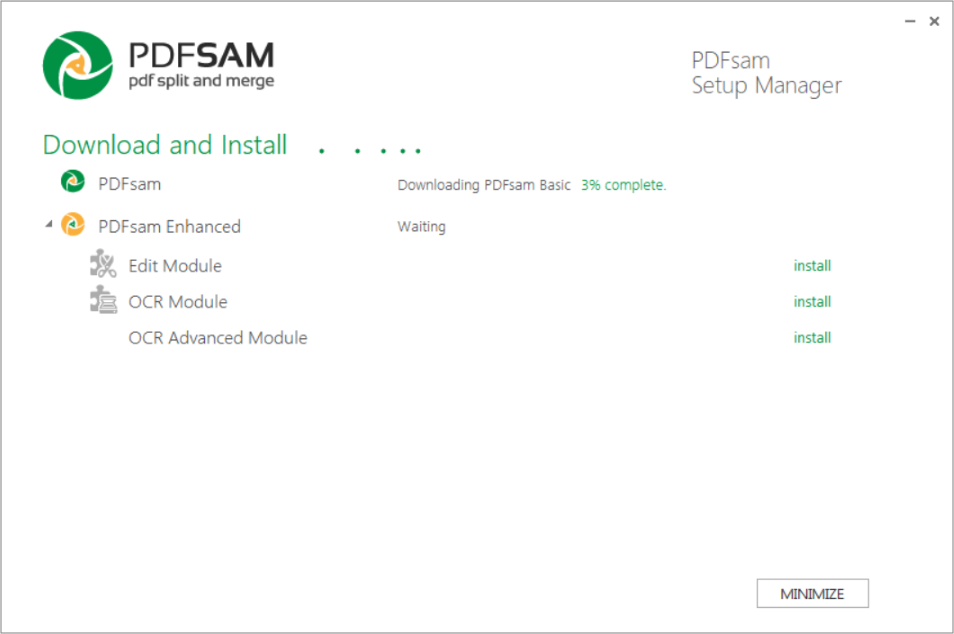 PDFSAM
pdf split and merge
PDFsam
Setup Manager
Download and Install
PDFsam Downloading PDFsam Basic 3% complete.
PDFsam Enhanced Waiting
Edit Module install
OCR Module install
OCR Advanced Module install
MINIMIZE